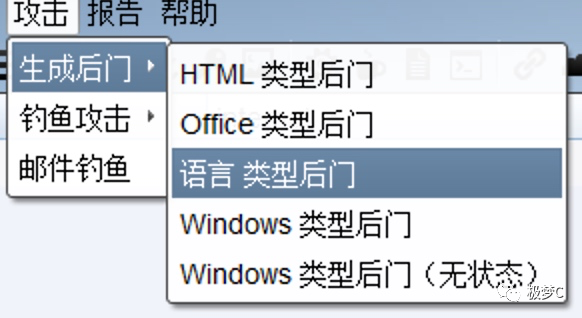 攻击 报告 帮助
生成后门
钓鱼攻击
邮件钓鱼
HTML 类型后门
Office 类型后门
语言 类型后门
Windows 类型后门
Windows 类型后门（无状态）
极梦C